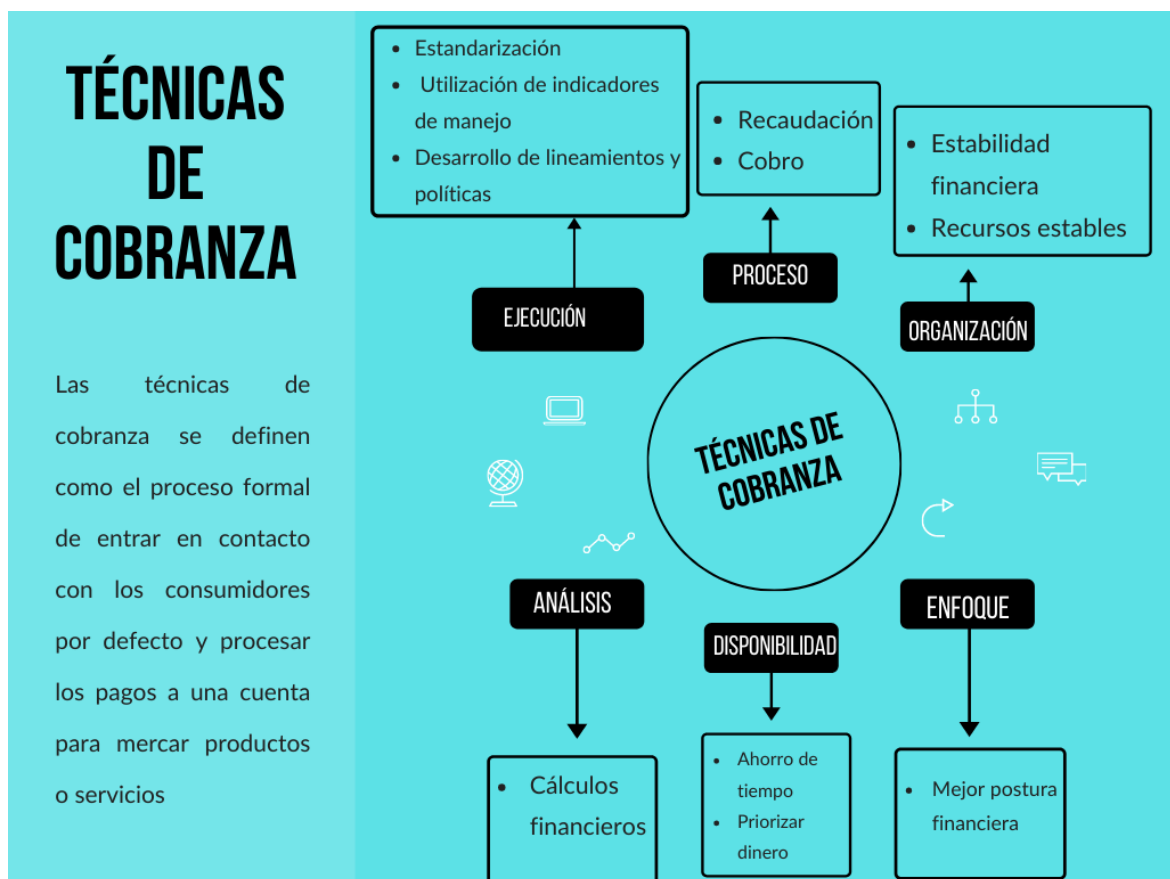 TÉCNICAS
DE
COBRANZA
Las técnicas de
cobranza se definen
como el proceso formal
de entrar en contacto
con los consumidores
por defecto y procesar
los pagos a una cuenta
para mercar productos
o servicios
• Estandarización
• Utilización de indicadores
de manejo
• Desarrollo de lineamientos y
políticas
EJECUCIÓN
• Recaudación
• Cobro
PROCESO
• Estabilidad
financiera
• Recursos estables
ORGANIZACIÓN
TÉCNICAS DE
COBRANZA
ANÁLISIS
• Cálculos
financieros
DISPONIBILIDAD
• Ahorro de
tiempo
• Priorizar
dinero
ENFOQUE
• Mejor postura
financiera